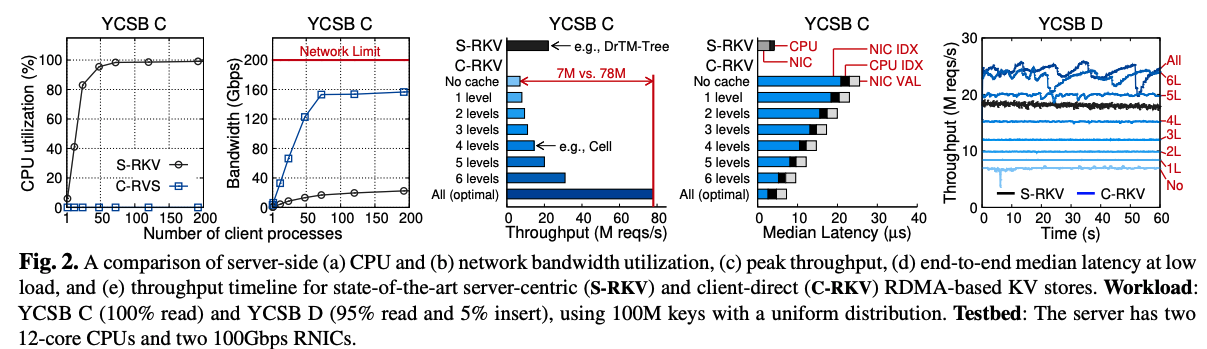 YCSB C
CPU utilization (%)
100
80
60
40
20
0
S-RKV
C-RVS
1 50 100 150 200
YCSB C
Bandwidth (Gbps)
200
160
120
80
40
0
Network Limit
1 50 100 150 200
Number of client processes
YCSB C
S-RKV
e.g., DrTM-Tree
C-RKV
No cache
7M vs. 78M
1 level
2 levels
3 levels
4 levels
e.g., Cell
5 levels
6 levels
All (optimal)
0 20 40 60 80
Throughput (M reqs/s)
YCSB C
S-RKV
CPU
NIC
C-RKV
NIC IDX
CPU IDX
No cache
NIC VAL
1 level
2 levels
3 levels
4 levels
5 levels
6 levels
All (optimal)
0 10 20 30 40
Median Latency (μs)
YCSB D
Throughput (M reqs/s)
30
20
10
0
All
6L
5L
4L
3L
2L
1L
No
S-RKV
C-RKV
0 10 20 30 40 50 60
Time (s)
Fig. 2. A comparison of server-side (a) CPU and (b) network bandwidth utilization, (c) peak throughput, (d) end-to-end median latency at low
load, and (e) throughput timeline for state-of-the-art server-centric (S-RKV) and client-direct (C-RKV) RDMA-based KV stores. Workload:
YCSB C (100% read) and YCSB D (95% read and 5% insert), using 100M keys with a uniform distribution. Testbed: The server has two
12-core CPUs and two 100Gbps RNICs.